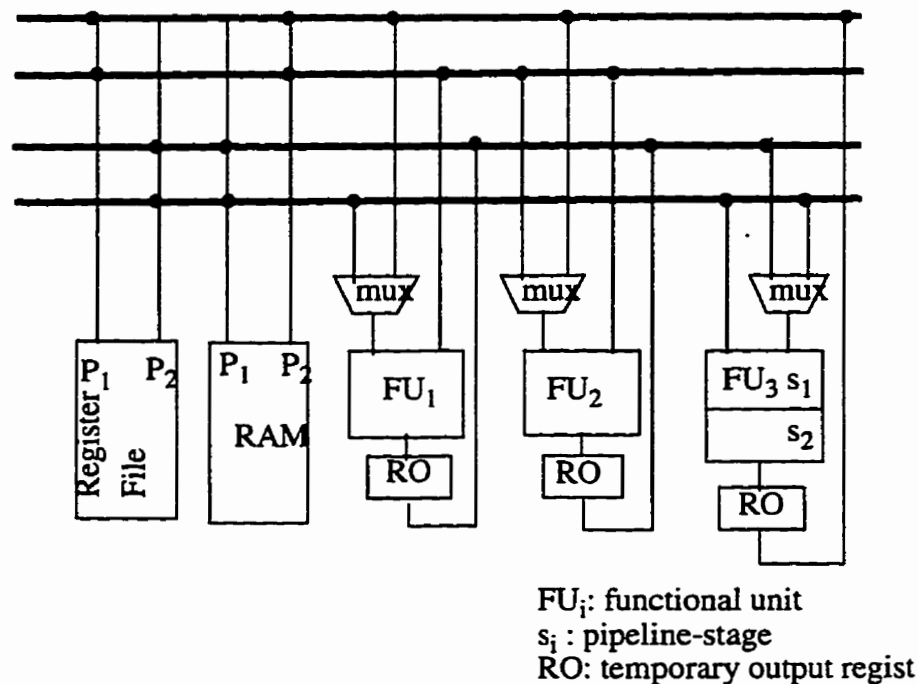 mux
mux
mux
P1 P2
Register File
P1 P2
RAM
FU1
RO
FU2
RO
FU3 s1
s2
RO
FUi: functional unit
si : pipeline-stage
RO: temporary output regist